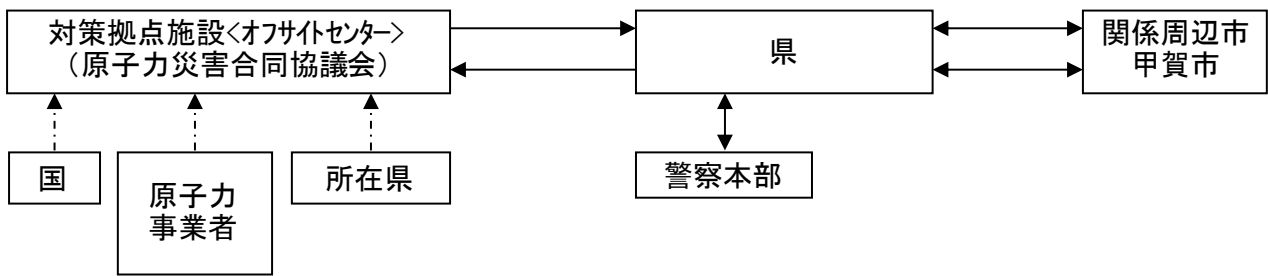 対策拠点施設<オフサイトセンター>
(原子力災害合同協議会)
県
関係周辺市
甲賀市
国
原子力
事業者
所在県
警察本部